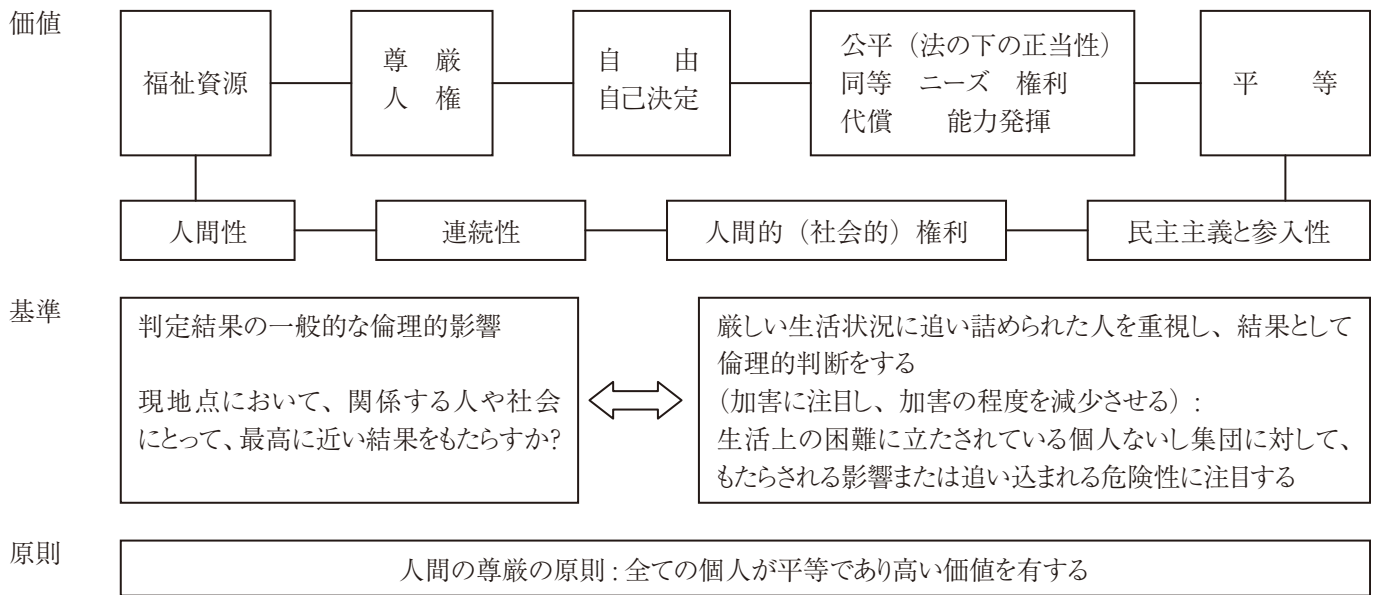 価値
福祉資源
尊 厳
人 権
自 由
自己決定
公平（法の下の正当性）
同等 ニーズ 権利
代償 能力発揮
平 等
人間性
連続性
人間的（社会的）権利
民主主義と参入性
基準
判定結果の一般的な倫理的影響
現地点において、関係する人や社会
にとって、最高に近い結果をもたらすか?
厳しい生活状況に追い詰められた人を重視し、結果として
倫理的判断をする
（加害に注目し、加害の程度を減少させる）:
生活上の困難に立たされている個人ないし集団に対して、
もたらされる影響または追い込まれる危険性に注目する
原則
人間の尊厳の原則 : 全ての個人が平等であり高い価値を有する